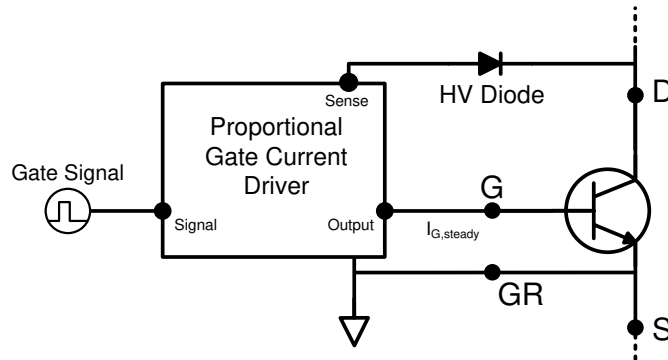 Sense
HV Diode
D
Proportional
Gate Current
Driver
Gate Signal
Signal
Output
G
I_G,steady
GR
S